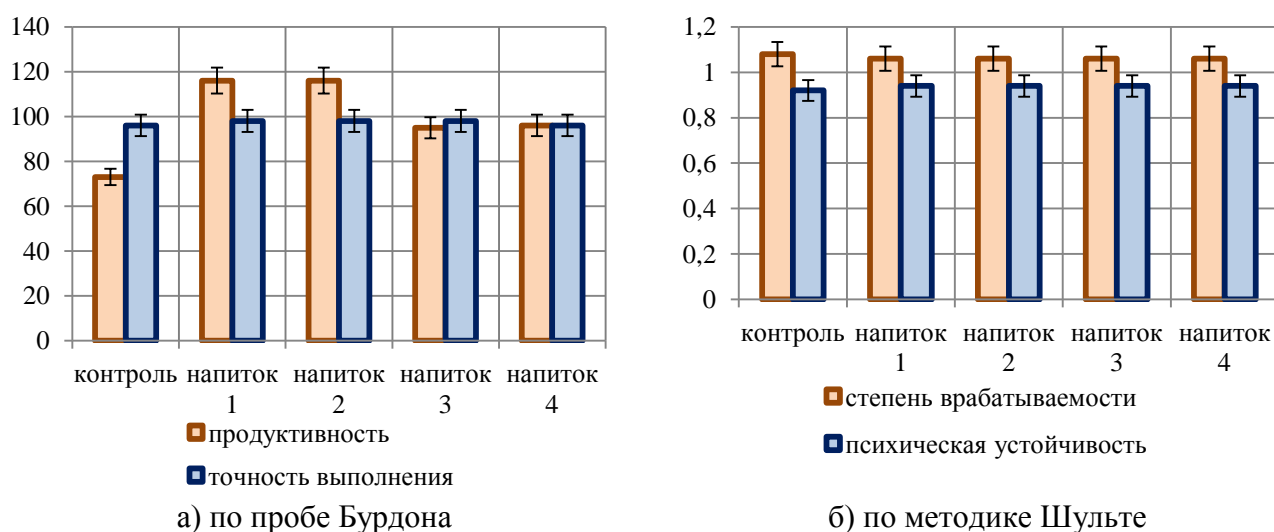 140
120
100
80
60
40
20
0
контроль напиток напиток напиток напиток
1 2 3 4
продуктивность
точность выполнения
а) по пробе Бурдона
1,2
1
0,8
0,6
0,4
0,2
0
контроль напиток напиток напиток напиток
1 2 3 4
степень врабатываемости
психическая устойчивость
б) по методике Шульте